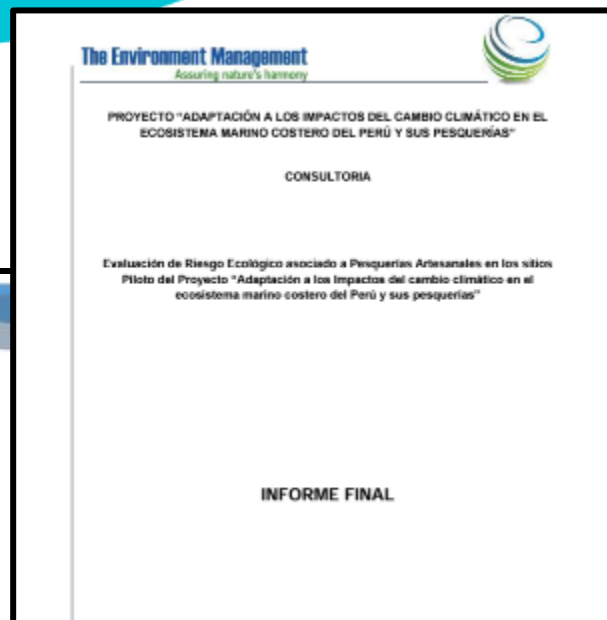 The Environment Management
Assuring nature's harmony
PROYECTO "ADAPTACIÓN A LOS IMPACTOS DEL CAMBIO CLIMÁTICO EN EL
ECOSISTEMA MARINO COSTERO DEL PERÚ Y SUS PESQUERÍAS"
CONSULTORIA
Evaluación de Riesgo Ecológico asociado a Pesquerías Artesanales en los sitios
Piloto del Proyecto "Adaptación a los Impactos del cambio climático en el
ecosistema marino costero del Perú y sus pesquerías"
INFORME FINAL